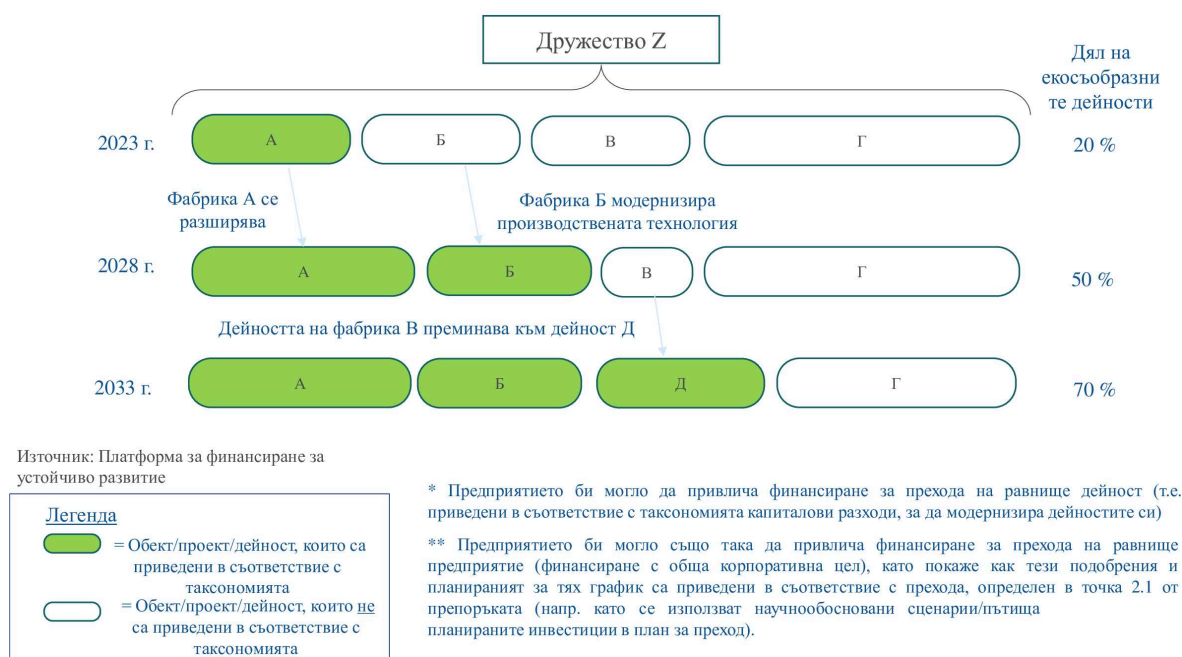 Дружество Z
Дял на
екосъобразни
те дейности
2023 г.
А
Б
В
Г
20 %
Фабрика А се
разширява
Фабрика Б модернизира
производствената технология
2028 г.
А
Б
В
Г
50 %
Дейността на фабрика В преминава към дейност Д
2033 г.
А
Б
Д
Г
70 %
Източник: Платформа за финансиране за
устойчиво развитие
Легенда
= Обект/проект/дейност, които са
приведени в съответствие с
таксономията
= Обект/проект/дейност, които не
са приведени в съответствие с
таксономията
* Предприятието би могло да привлича финансиране за прехода на равнище дейност (т.е.
приведени в съответствие с таксономията капиталови разходи, за да модернизира дейностите си)
** Предприятието би могло също така да привлича финансиране за прехода на равнище
предприятие (финансиране с обща корпоративна цел), като покаже как тези подобрения и
планираният за тях график са приведени в съответствие с прехода, определен в точка 2.1 от
препоръката (напр. като се използват научнообосновани сценарии/пътища
планираните инвестиции в план за преход).